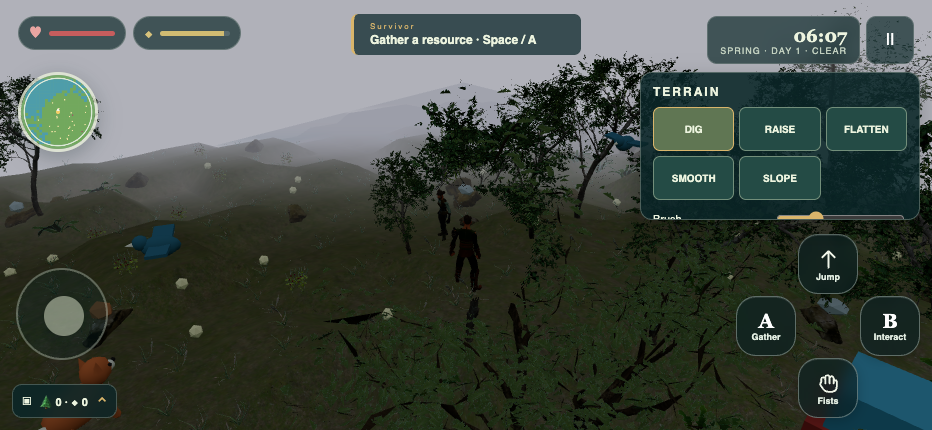 Survivor
Gather a resource · Space / A
06:07
SPRING · DAY 1 · CLEAR
TERRAIN
DIG
RAISE
FLATTEN
SMOOTH
SLOPE
Brush
Jump
A
Gather
B
Interact
Fists
0 · ◆ 0